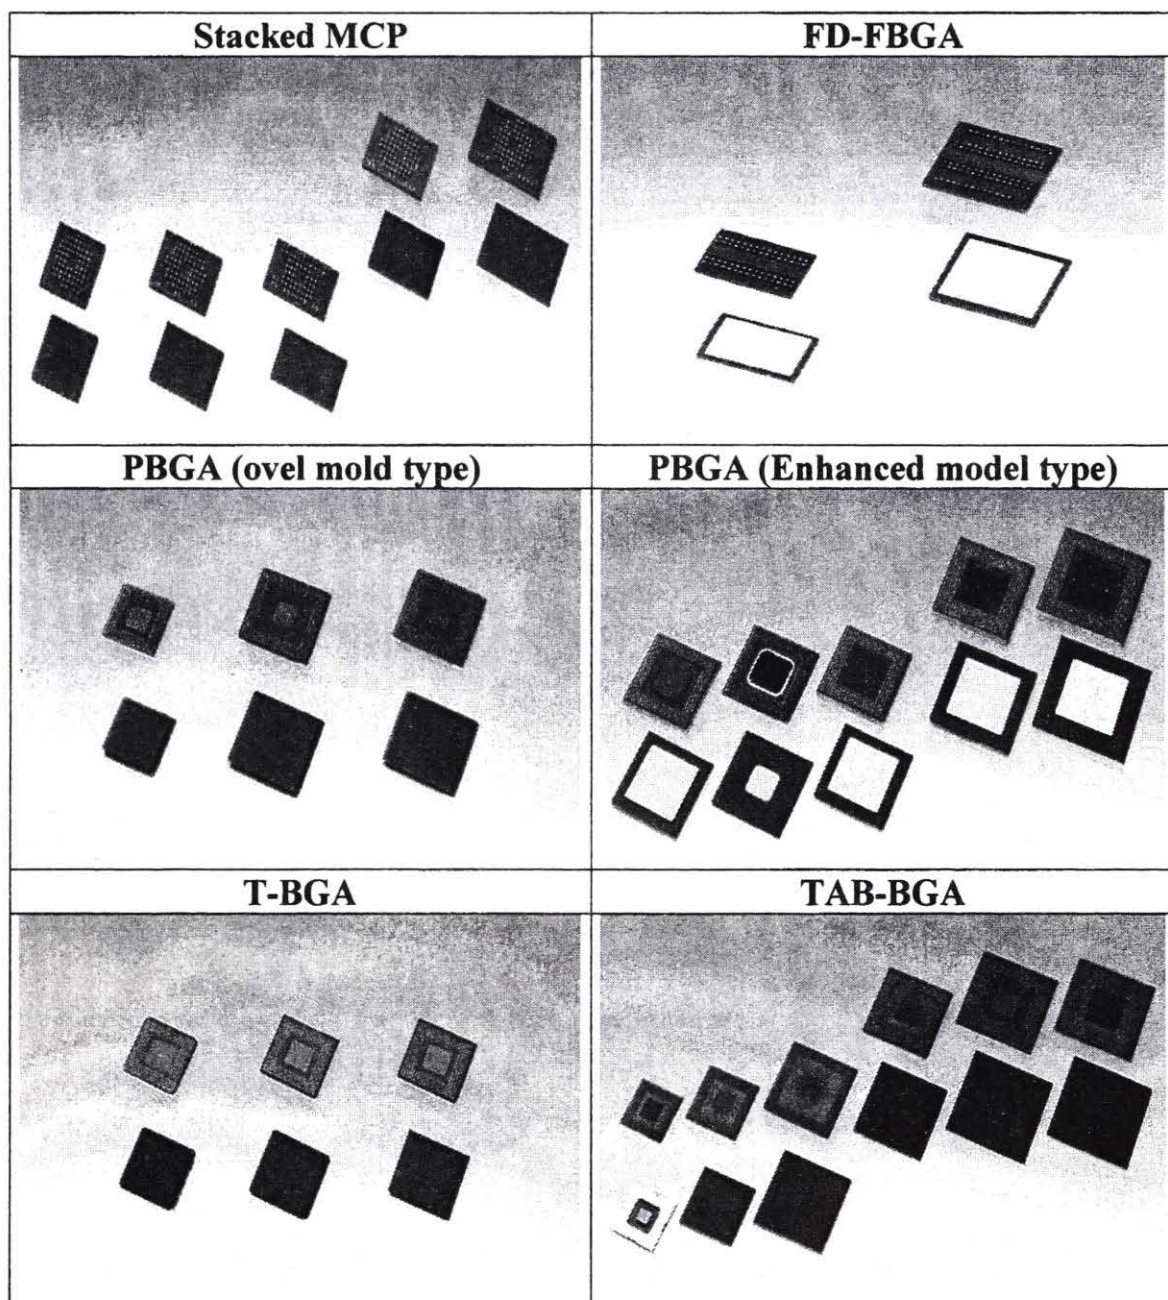 Stacked MCP
FD-FBGA
PBGA (ovel mold type)
PBGA (Enhanced model type)
T-BGA
TAB-BGA